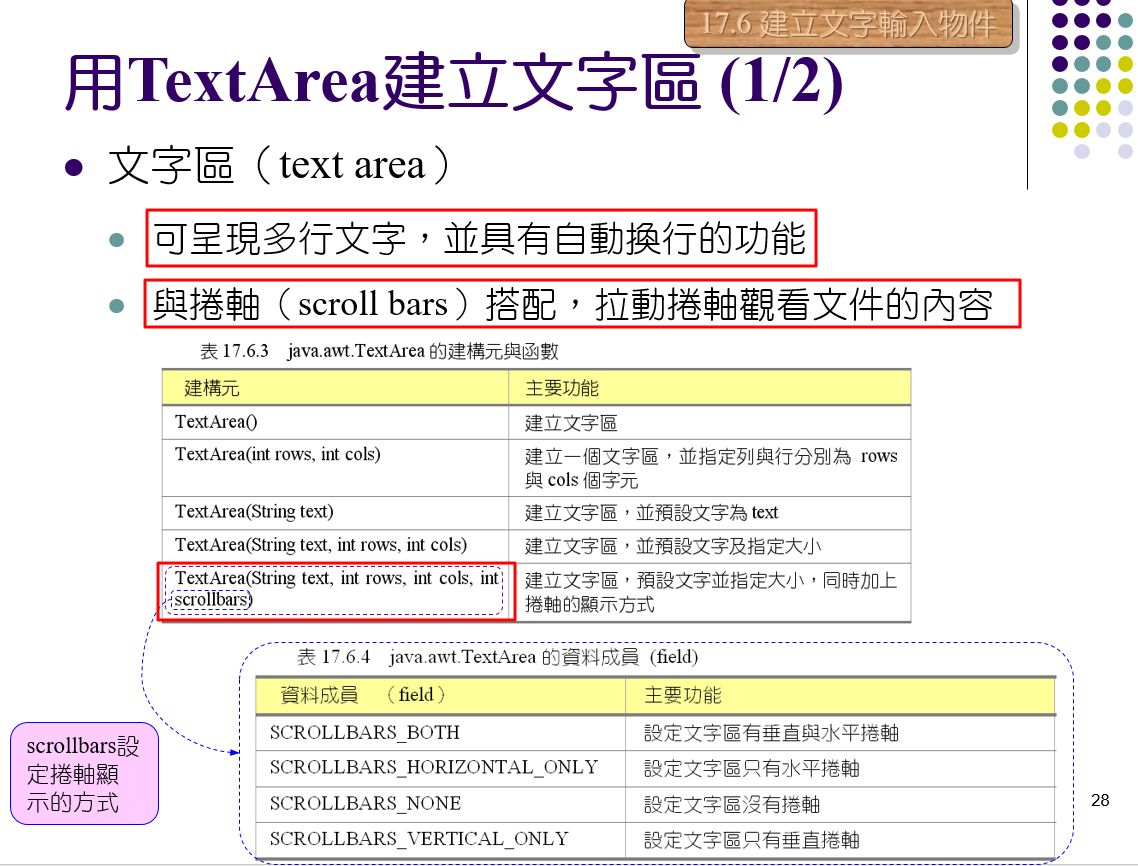 17.6 建立文字輸入物件
用TextArea建立文字區 (1/2)
文字區（text area）
可呈現多行文字，並具有自動換行的功能
與捲軸（scroll bars）搭配，拉動捲軸觀看文件的內容
表 17.6.3 java.awt.TextArea 的建構元與函數
建構元 主要功能
TextArea() 建立文字區
TextArea(int rows, int cols) 建立一個文字區，並指定列與行分別為 rows
與 cols 個字元
TextArea(String text) 建立文字區，並預設文字為 text
TextArea(String text, int rows, int cols) 建立文字區，並預設文字及指定大小
TextArea(String text, int rows, int cols, int
scrollbars)
建立文字區，預設文字並指定大小，同時加上
捲軸的顯示方式
表 17.6.4 java.awt.TextArea 的資料成員 (field)
資料成員 （field） 主要功能
SCROLLBARS_BOTH 設定文字區有垂直與水平捲軸
SCROLLBARS_HORIZONTAL_ONLY 設定文字區只有水平捲軸
SCROLLBARS_NONE 設定文字區沒有捲軸
SCROLLBARS_VERTICAL_ONLY 設定文字區只有垂直捲軸
scrollbars設
定捲軸顯
示的方式
28